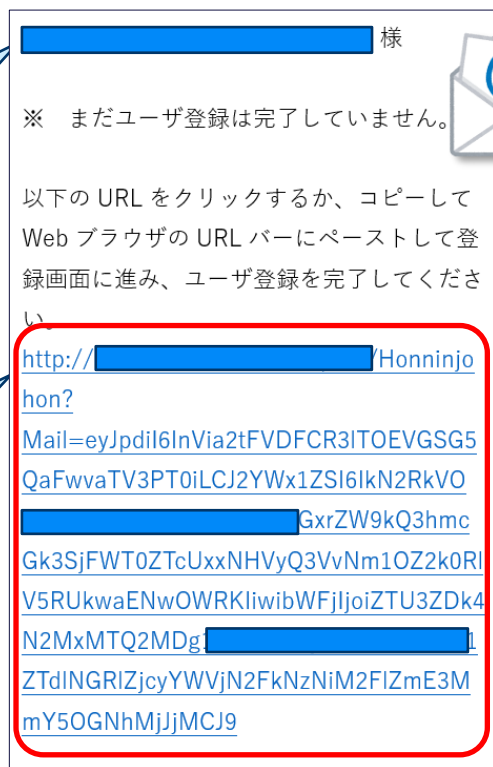 様
※　まだユーザ登録は完了していません。
以下の URL をクリックするか、コピーして
Web ブラウザの URL バーにペーストして登
録画面に進み、ユーザ登録を完了してくださ
い。
http://
/Honninjo
hon?
Mail=eyJpdiI6InVia2tFVDFCR3lTOEVGSG5
QaFwvaTV3PT0iLCJ2YWx1ZSI6IkN2RkVO
GxrZW9kQ3hmc
Gk3SjFWT0ZTcUxxNHVyQ3VvNm1OZ2k0Rl
V5RUkwaENwOWRKIiwibWFjIjoiZTU3ZDk4
N2MxMTQ2MDg1
1
ZTdlNGRlZjcyYWVjN2FkNzNiM2FlZmE3M
mY5OGNhMjJjMCJ9